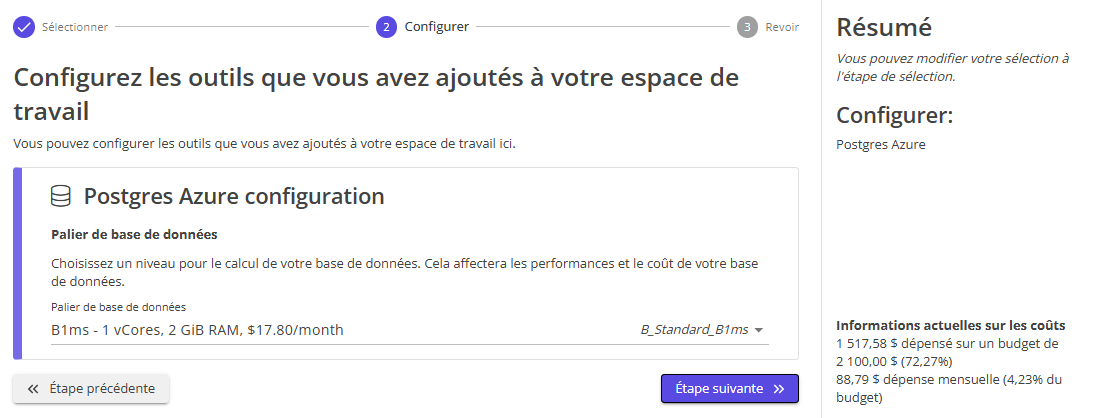 Sélectionner
2 Configurer
3 Revoir
Configurez les outils que vous avez ajoutés à votre espace de
travail
Vous pouvez configurer les outils que vous avez ajoutés à votre espace de travail ici.
Postgres Azure configuration
Palier de base de données
Choisissez un niveau pour le calcul de votre base de données. Cela affectera les performances et le coût de votre base
de données.
Palier de base de données
B1ms - 1 vCores, 2 GiB RAM, $17.80/month
B_Standard_B1ms
Étape précédente
Étape suivante
Résumé
Vous pouvez modifier votre sélection à
l'étape de sélection.
Configurer:
Postgres Azure
Informations actuelles sur les coûts
1 517,58 $ dépensé sur un budget de
2 100,00 $ (72,27%)
88,79 $ dépense mensuelle (4,23% du
budget)